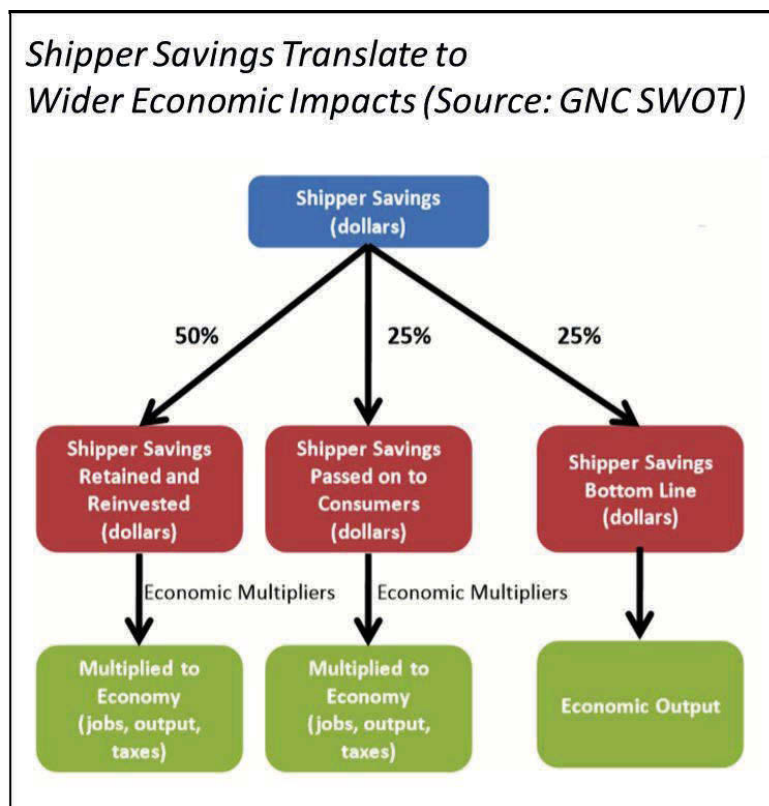 Shipper Savings Translate to
Wider Economic Impacts (Source: GNC SWOT)
Shipper Savings
(dollars)
50%
25%
25%
Shipper Savings
Retained and
Reinvested
(dollars)
Shipper Savings
Passed on to
Consumers
(dollars)
Shipper Savings
Bottom Line
(dollars)
Economic Multipliers
Economic Multipliers
Multiplied to
Economy
(jobs, output,
taxes)
Multiplied to
Economy
(jobs, output,
taxes)
Economic Output